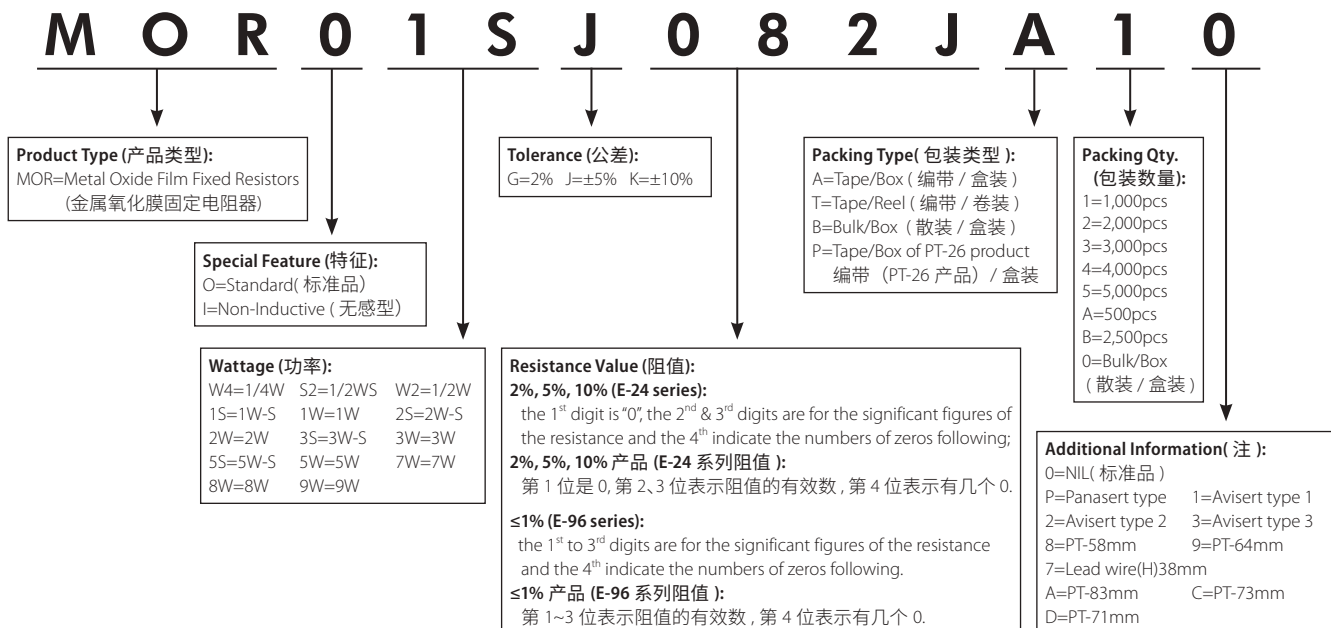 M O R 0 1 S J 0 8 2 J A 1 0
Product Type (产品类型):
MOR=Metal Oxide Film Fixed Resistors
(金属氧化膜固定电阻器)
Special Feature (特征):
O=Standard( 标准品）
I=Non-Inductive ( 无感型）
Wattage (功率):
W4=1/4W S2=1/2WS W2=1/2W
1S=1W-S 1W=1W 2S=2W-S
2W=2W 3S=3W-S 3W=3W
5S=5W-S 5W=5W 7W=7W
8W=8W 9W=9W
Tolerance (公差):
G=2% J=±5% K=±10%
Resistance Value (阻值):
2%, 5%, 10% (E-24 series):
the 1st digit is “0”, the 2nd & 3rd digits are for the significant figures of
the resistance and the 4th indicate the numbers of zeros following;
2%, 5%, 10% 产品 (E-24 系列阻值 ):
第 1 位是 0, 第 2、3 位表示阻值的有效数 , 第 4 位表示有几个 0.
≤1% (E-96 series):
the 1st to 3rd digits are for the significant figures of the resistance
and the 4th indicate the numbers of zeros following.
≤1% 产品 (E-96 系列阻值 ):
第 1~3 位表示阻值的有效数 , 第 4 位表示有几个 0.
Packing Type( 包装类型 ):
A=Tape/Box ( 编带 / 盒装 )
T=Tape/Reel ( 编带 / 卷装 )
B=Bulk/Box （散装 / 盒装 )
P=Tape/Box of PT-26 product
编带（PT-26 产品）/ 盒装
Packing Qty.
(包装数量):
1=1,000pcs
2=2,000pcs
3=3,000pcs
4=4,000pcs
5=5,000pcs
A=500pcs
B=2,500pcs
0=Bulk/Box
( 散装 / 盒装 )
Additional Information( 注 ):
0=NIL( 标准品 )
P=Panasert type 1=Avisert type 1
2=Avisert type 2 3=Avisert type 3
8=PT-58mm 9=PT-64mm
7=Lead wire(H)38mm
A=PT-83mm C=PT-73mm
D=PT-71mm